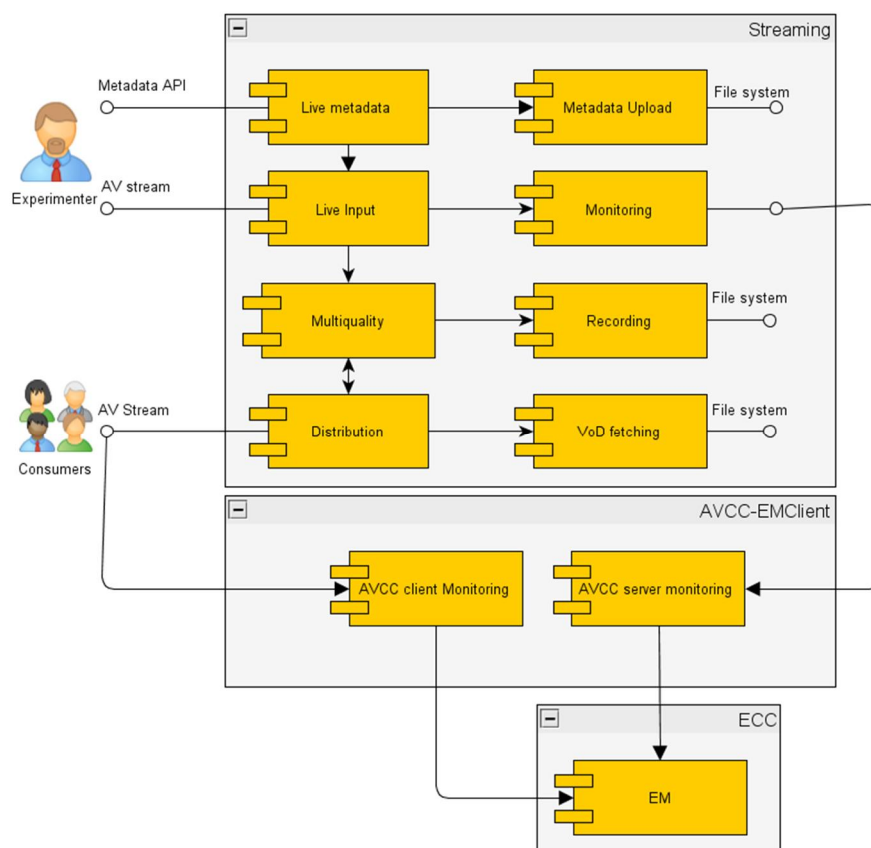 Streaming
Metadata API
Live metadata
Metadata Upload
File system
Experimenter
AV stream
Live Input
Monitoring
Multiquality
Recording
File system
Consumers
AV Stream
Distribution
VoD fetching
File system
AVCC-EMClient
AVCC client Monitoring
AVCC server monitoring
ECC
EM